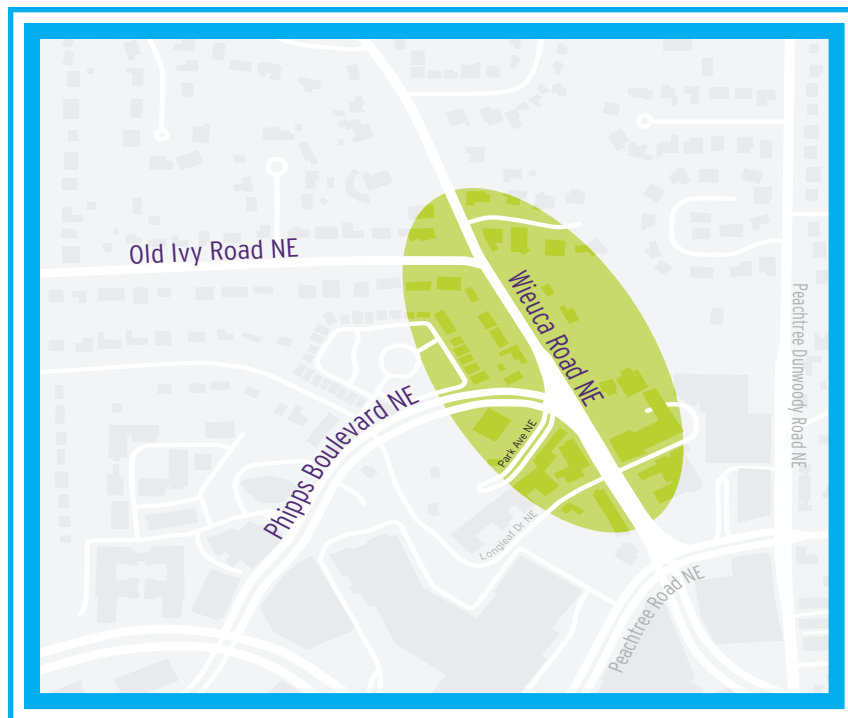 Old Ivy Road NE
Wieuca Road NE
Peachtree Dunwoody Road NE
Phipps Boulevard NE
Park Ave NE
Longleaf Dr NE
Peachtree Road NE